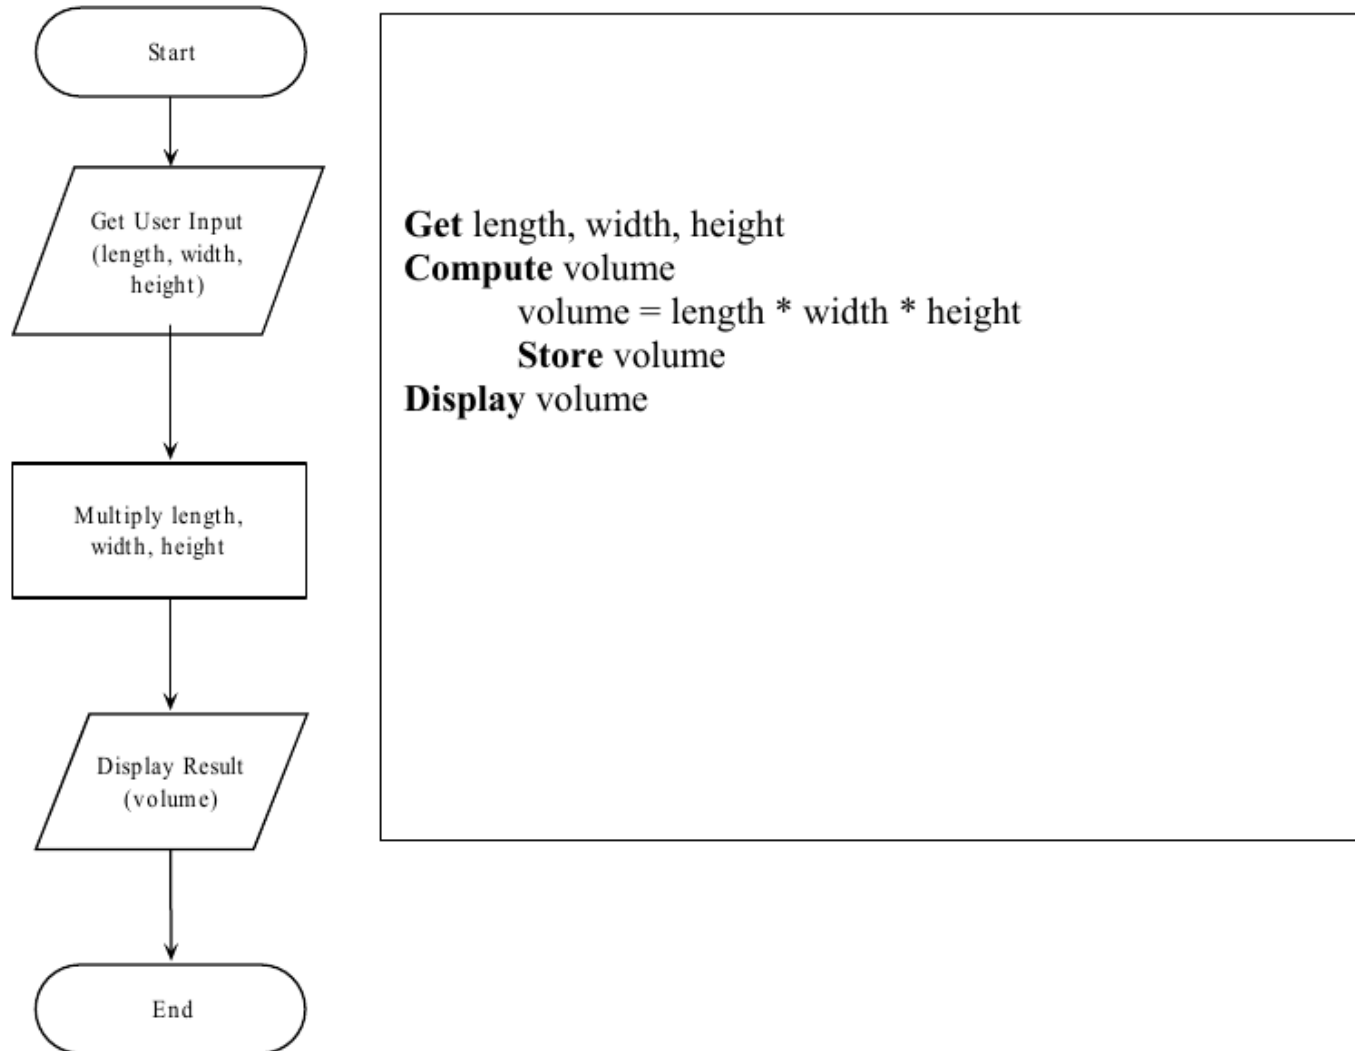 Start
Get User Input
(length, width,
height)
Multiply length,
width, height
Display Result
(volume)
End
Get length, width, height
Compute volume
volume = length * width * height
Store volume
Display volume